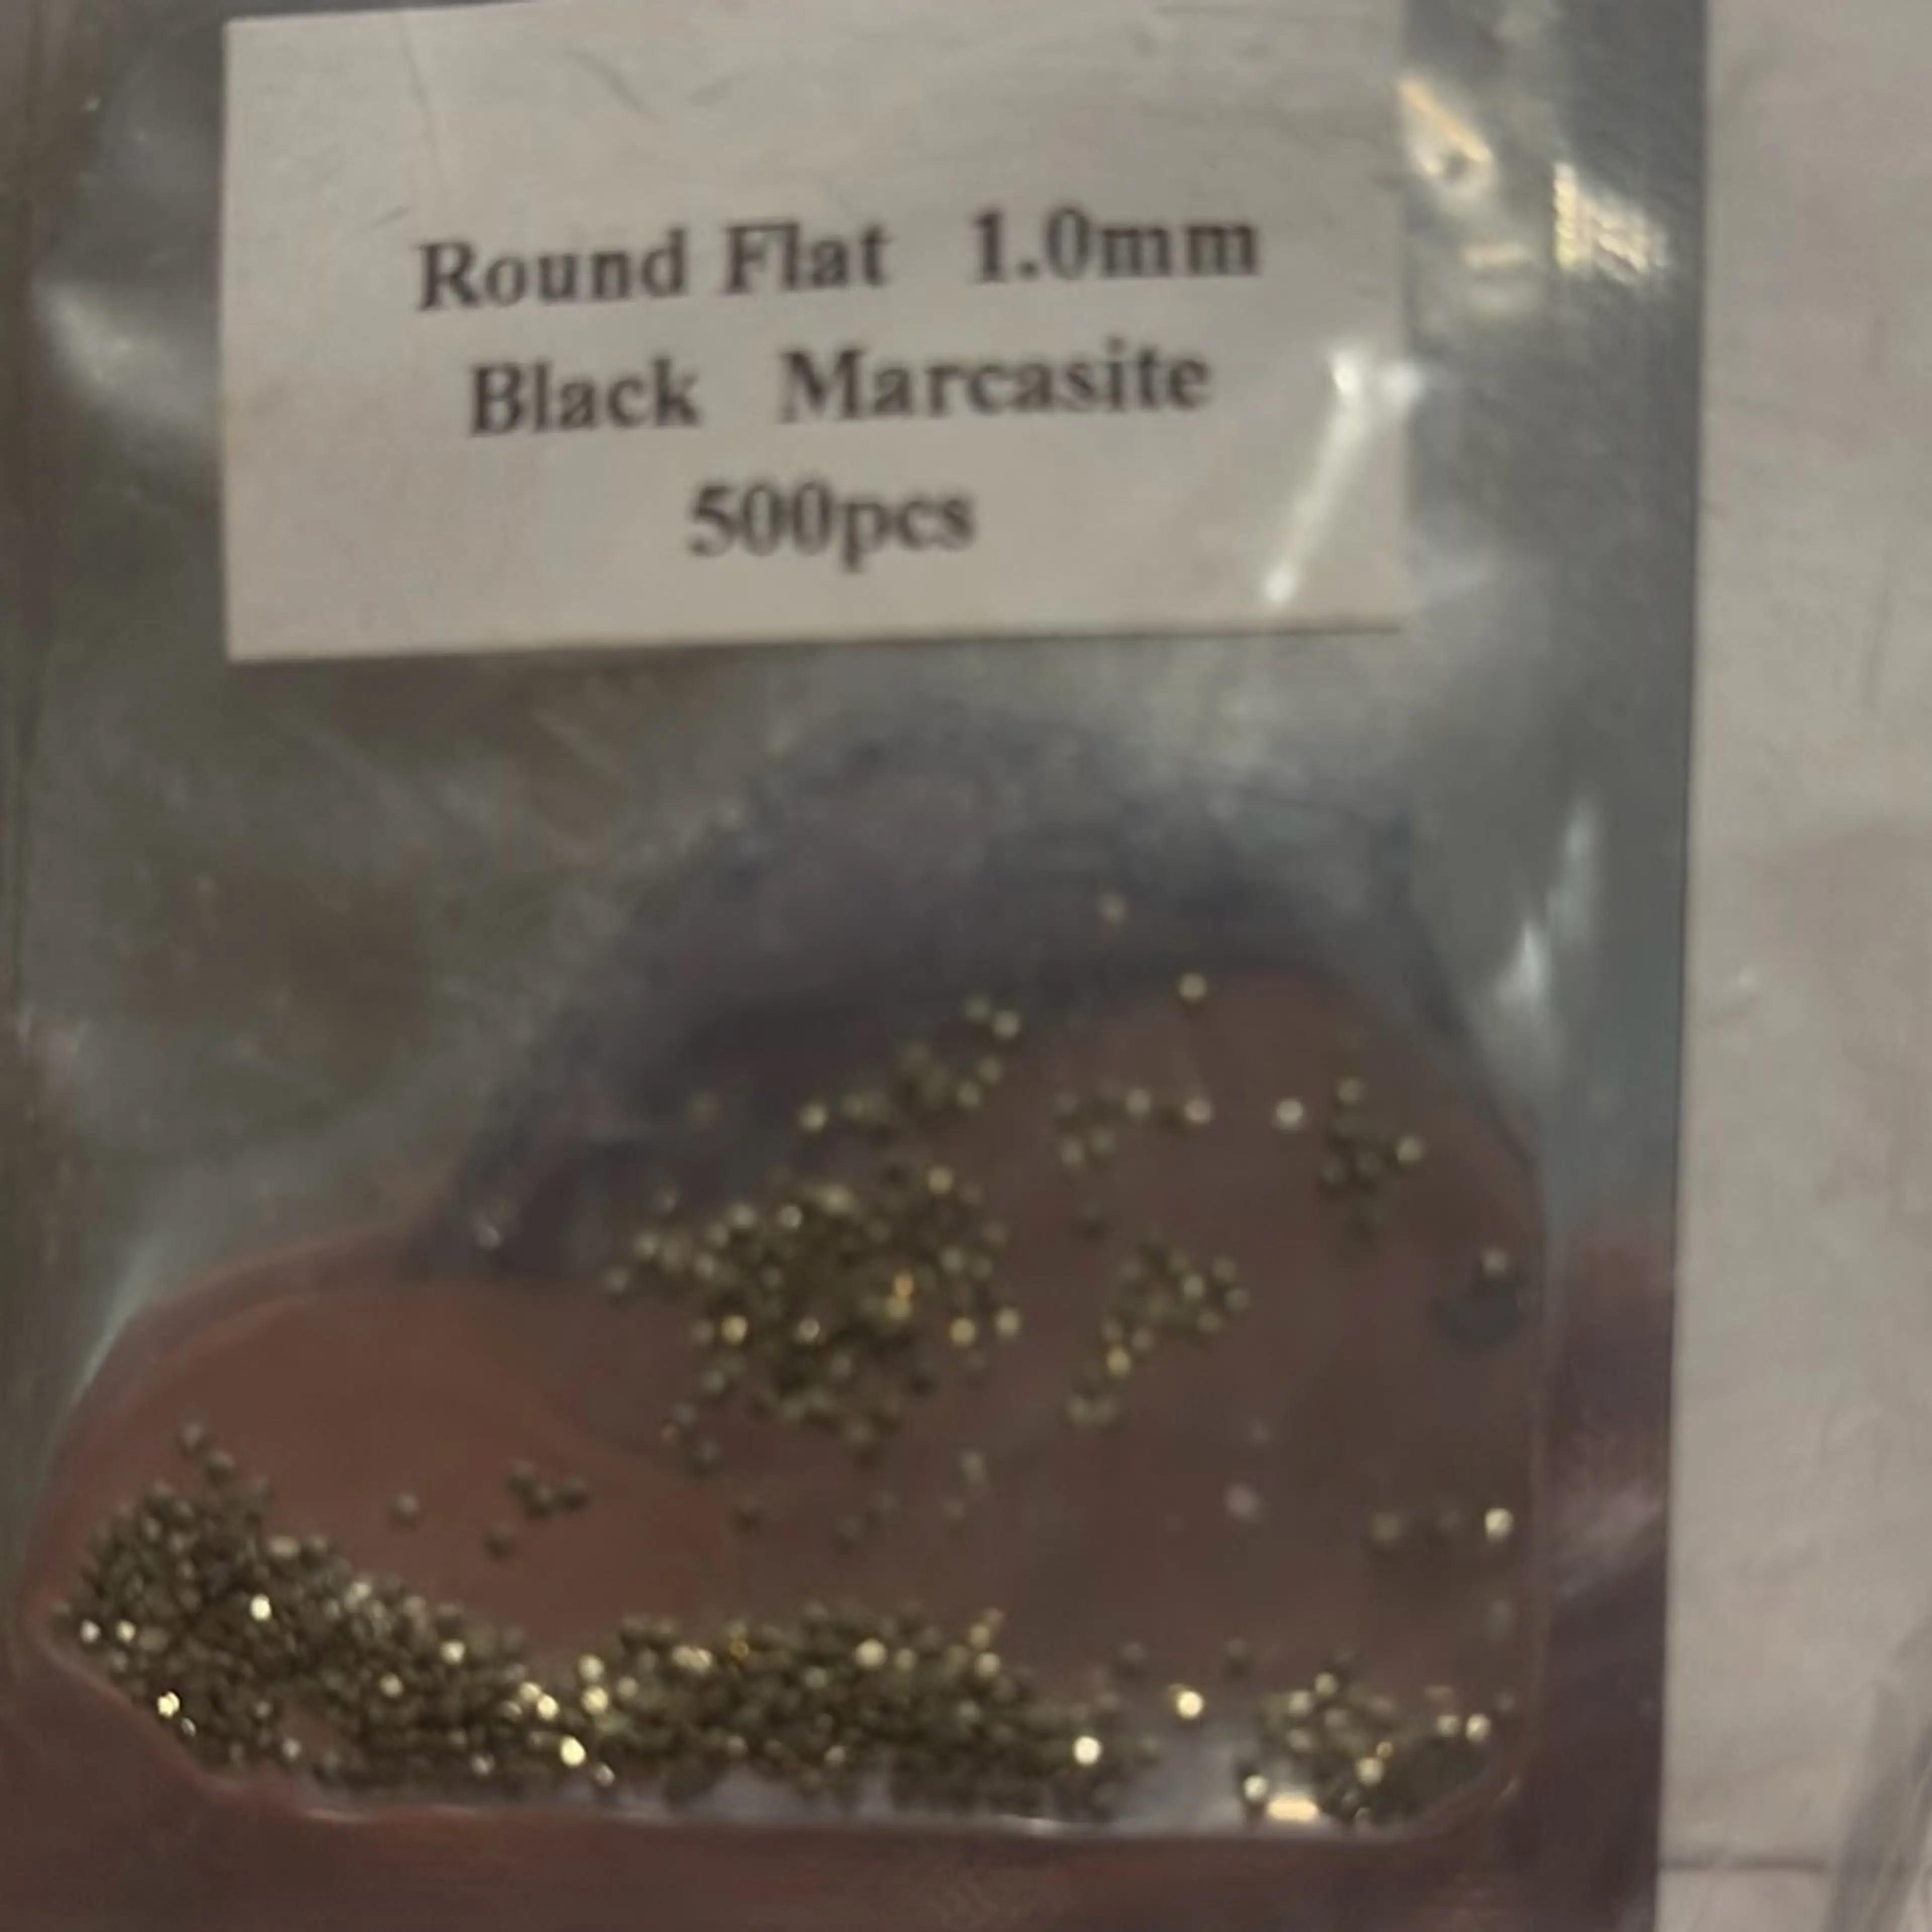 Round Flat 1.0mm
Black Marcasite
500pcs